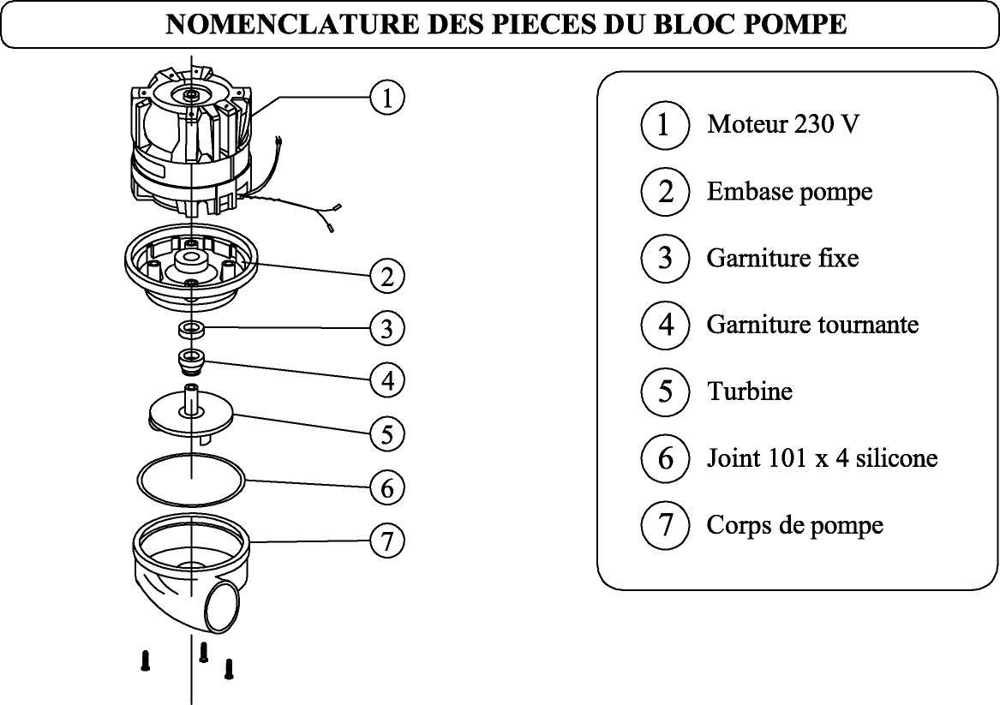 NOMENCLATURE DES PIECES DU BLOC POMPE
1
2
3
4
5
6
7
1 Moteur 230 V
2 Embase pompe
3 Garniture fixe
4 Garniture tournante
5 Turbine
6 Joint 101 x 4 silicone
7 Corps de pompe